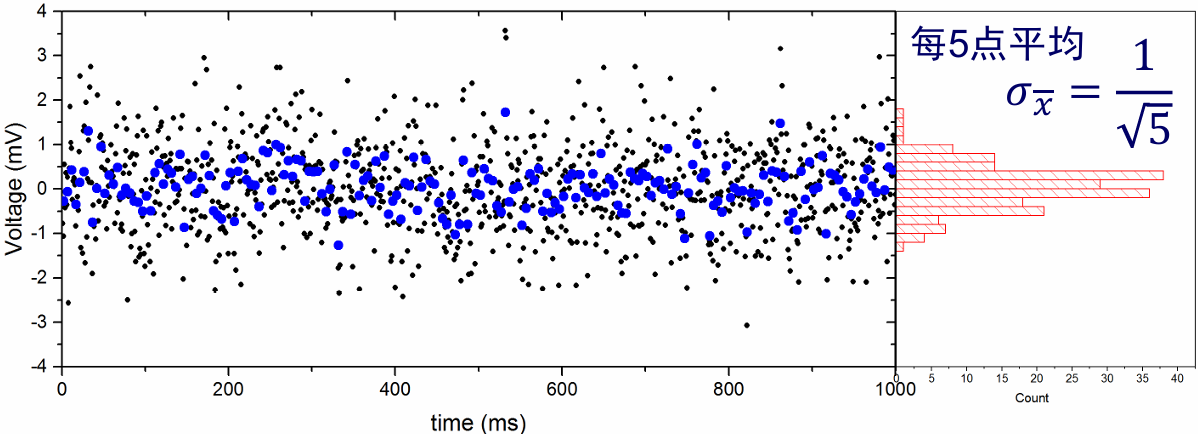 每5点平均
σ_x̅ = 1/√5
Voltage (mV)
4
3
2
1
0
-1
-2
-3
-4
0 200 400 600 800 1000
time (ms)
0 5 10 15 20 25 30 35 40
Count